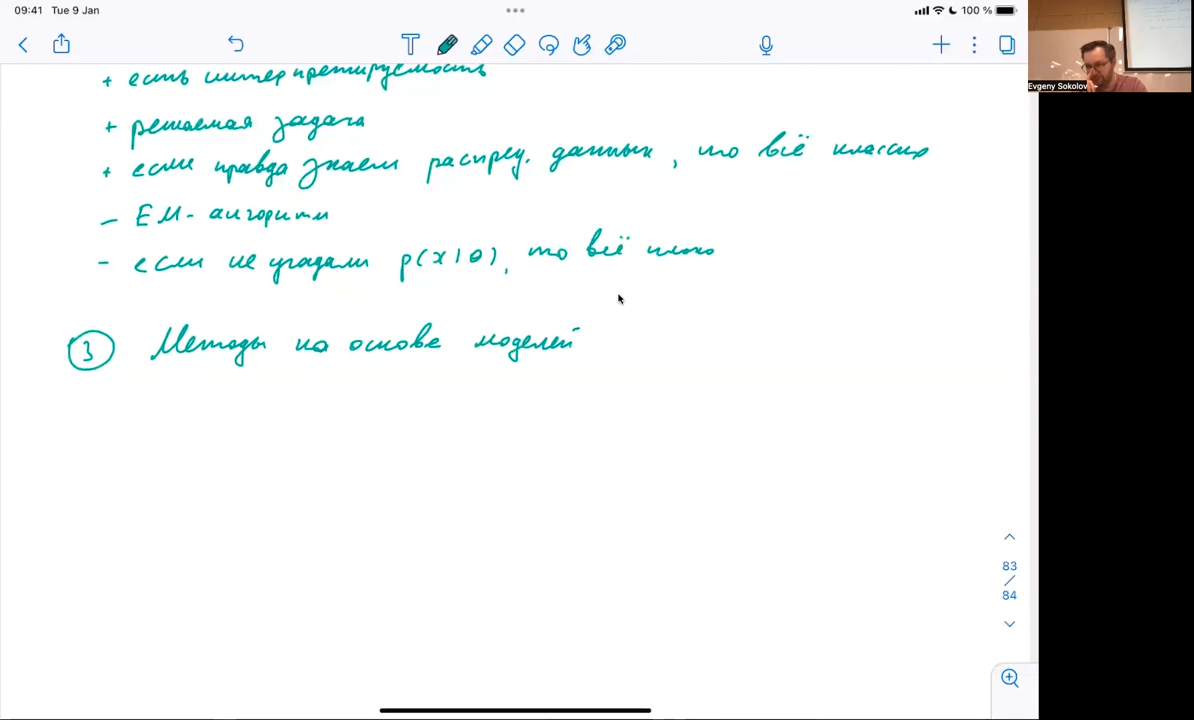 09:41 Tue 9 Jan
100 %
Evgeny Sokolov
+ есть интерпретируемость
+ решаемая задача
+ если правда знаем распред. данных, то всё классно
- EM-алгоритм
- если не угадали p(x|θ), то всё плохо
3 Методы на основе моделей
83
/
84